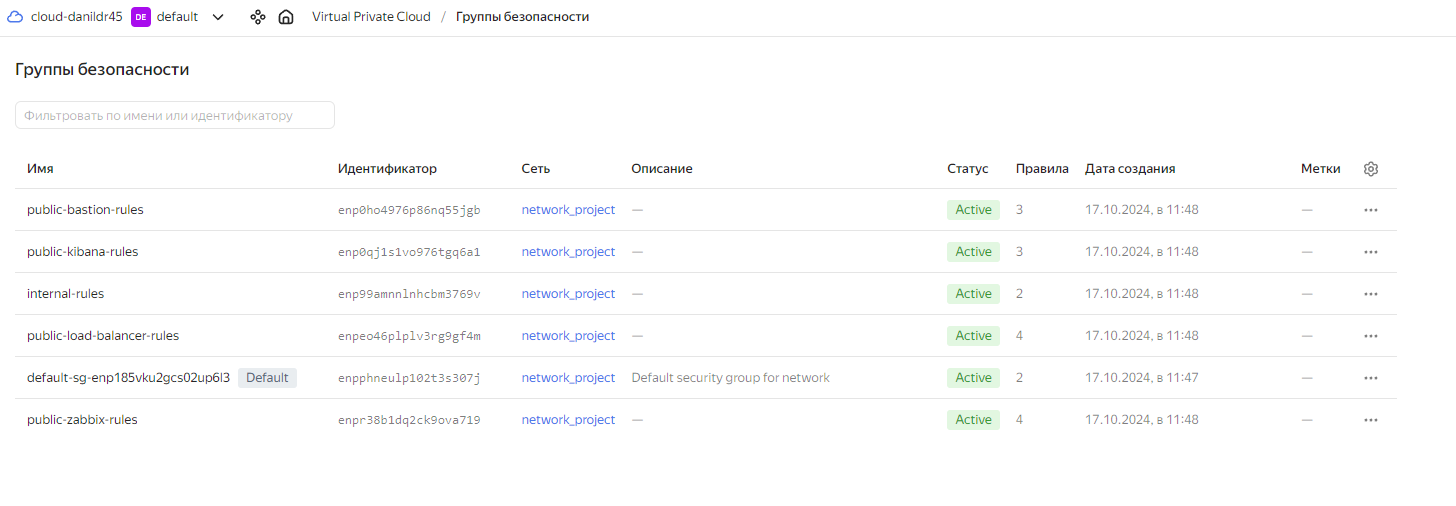 cloud-danildr45 DE default Virtual Private Cloud / Группы безопасности
Группы безопасности
Фильтровать по имени или идентификатору
Имя Идентификатор Сеть Описание Статус Правила Дата создания Метки
public-bastion-rules enp0ho4976p86nq55jgb network_project — Active 3 17.10.2024, в 11:48 —
public-kibana-rules enp0qj1s1vo976tgq6a1 network_project — Active 3 17.10.2024, в 11:48 —
internal-rules enp99amnnlnhcbm3769v network_project — Active 2 17.10.2024, в 11:48 —
public-load-balancer-rules enpeo46plplv3rg9gf4m network_project — Active 4 17.10.2024, в 11:48 —
default-sg-enp185vku2gcs02up6l3 Default enpphneulp102t3s307j network_project Default security group for network Active 2 17.10.2024, в 11:47 —
public-zabbix-rules enpr38b1dq2ck9ova719 network_project — Active 4 17.10.2024, в 11:48 —